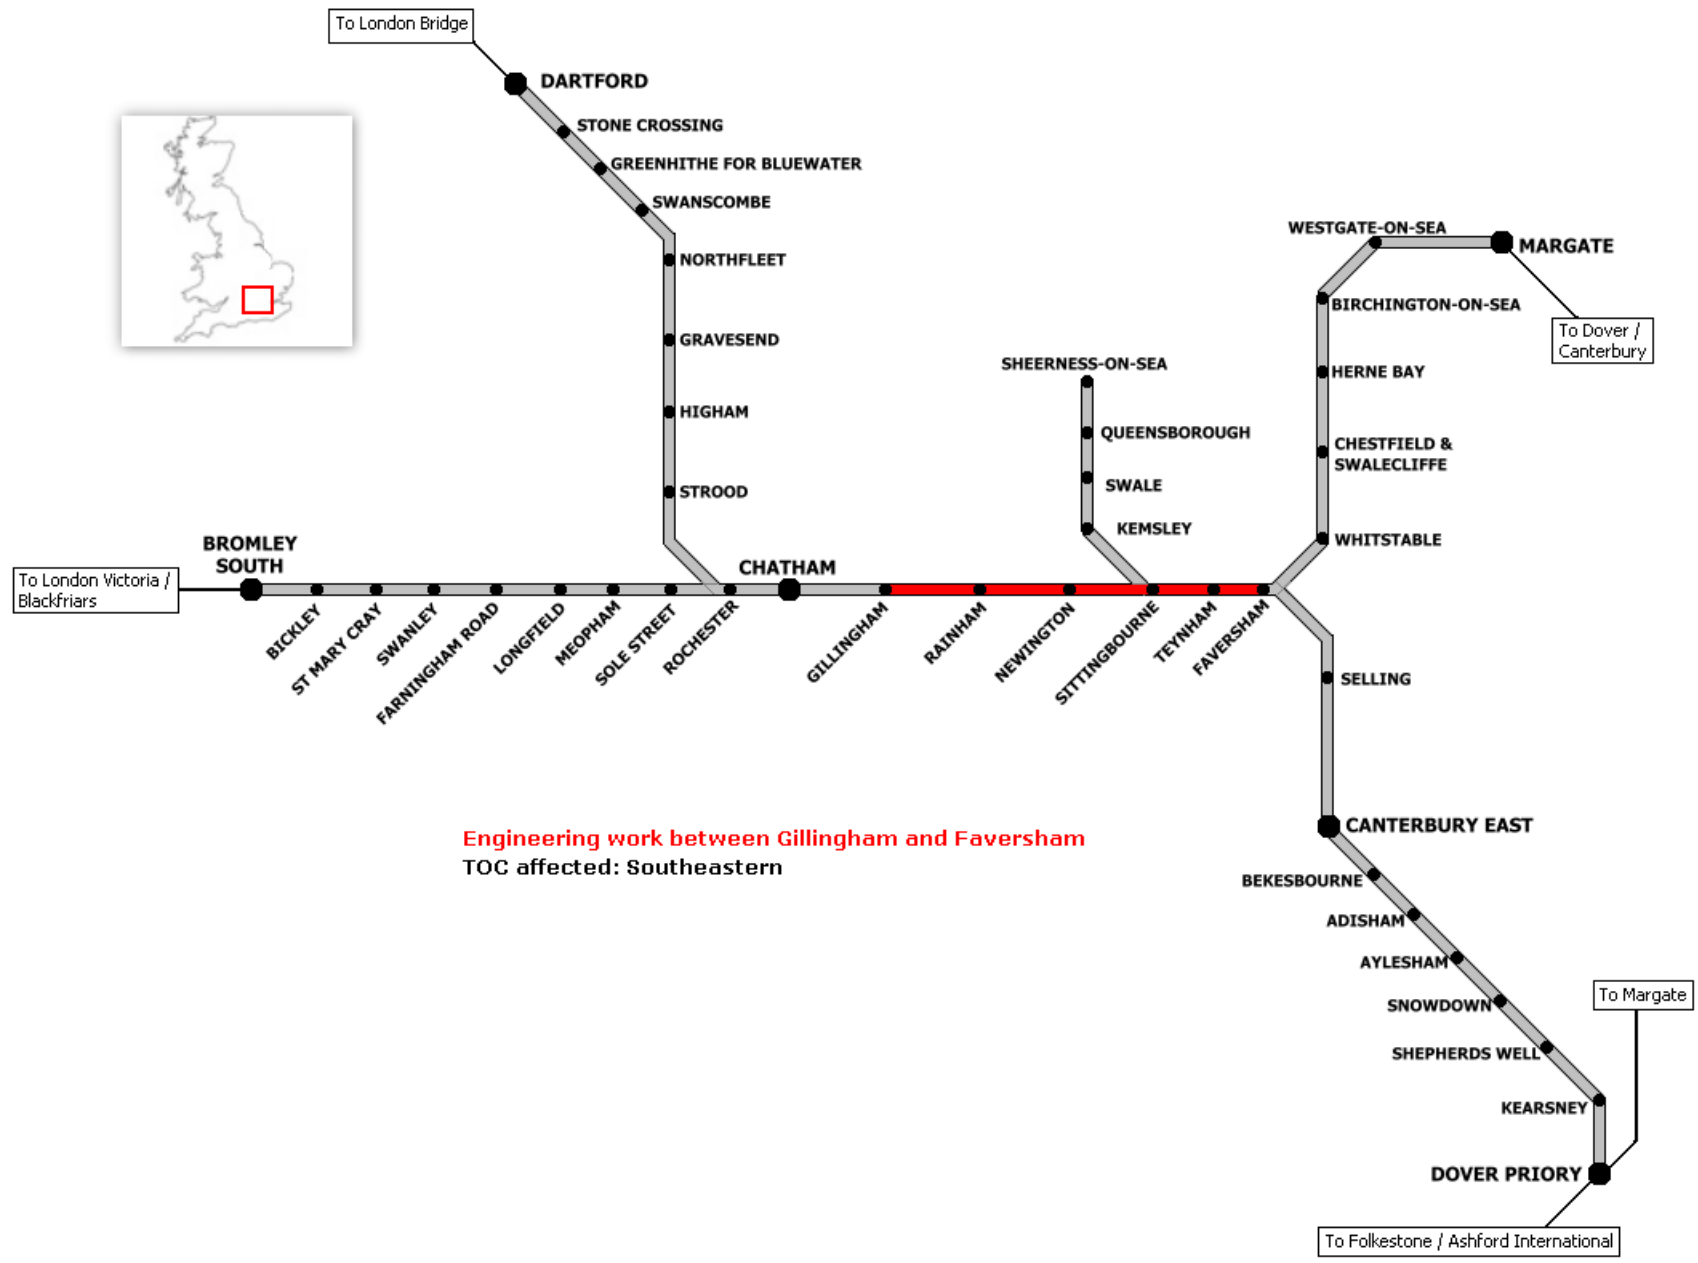 To London Bridge
DARTFORD
STONE CROSSING
GREENHITHE FOR BLUEWATER
SWANSCOMBE
NORTHFLEET
GRAVESEND
HIGHAM
STROOD
WESTGATE-ON-SEA
MARGATE
To Dover /
Canterbury
BIRCHINGTON-ON-SEA
HERNE BAY
CHESTFIELD &
SWALECLIFFE
WHITSTABLE
SHEERNESS-ON-SEA
QUEENSBOROUGH
SWALE
KEMSLEY
To London Victoria /
Blackfriars
BROMLEY
SOUTH
BICKLEY
ST MARY CRAY
SWANLEY
FARNINGHAM ROAD
LONGFIELD
MEOPHAM
SOLE STREET
ROCHESTER
CHATHAM
GILLINGHAM
RAINHAM
NEWINGTON
SITTINGBOURNE
TEYNHAM
FAVERSHAM
SELLING
CANTERBURY EAST
BEKESBOURNE
ADISHAM
AYLESHAM
SNOWDOWN
SHEPHERDS WELL
KEARSNEY
DOVER PRIORY
To Margate
To Folkestone / Ashford International
Engineering work between Gillingham and Faversham
TOC affected: Southeastern